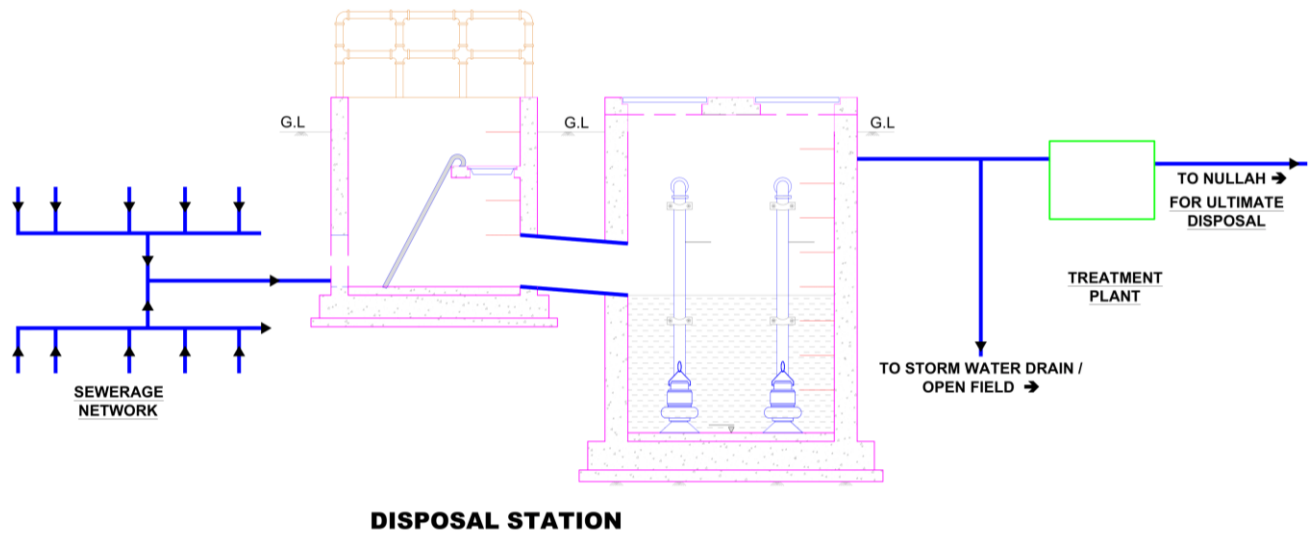 G.L
G.L
G.L
TO NULLAH ➔
FOR ULTIMATE
DISPOSAL
TREATMENT
PLANT
TO STORM WATER DRAIN /
OPEN FIELD ➔
SEWERAGE
NETWORK
DISPOSAL STATION